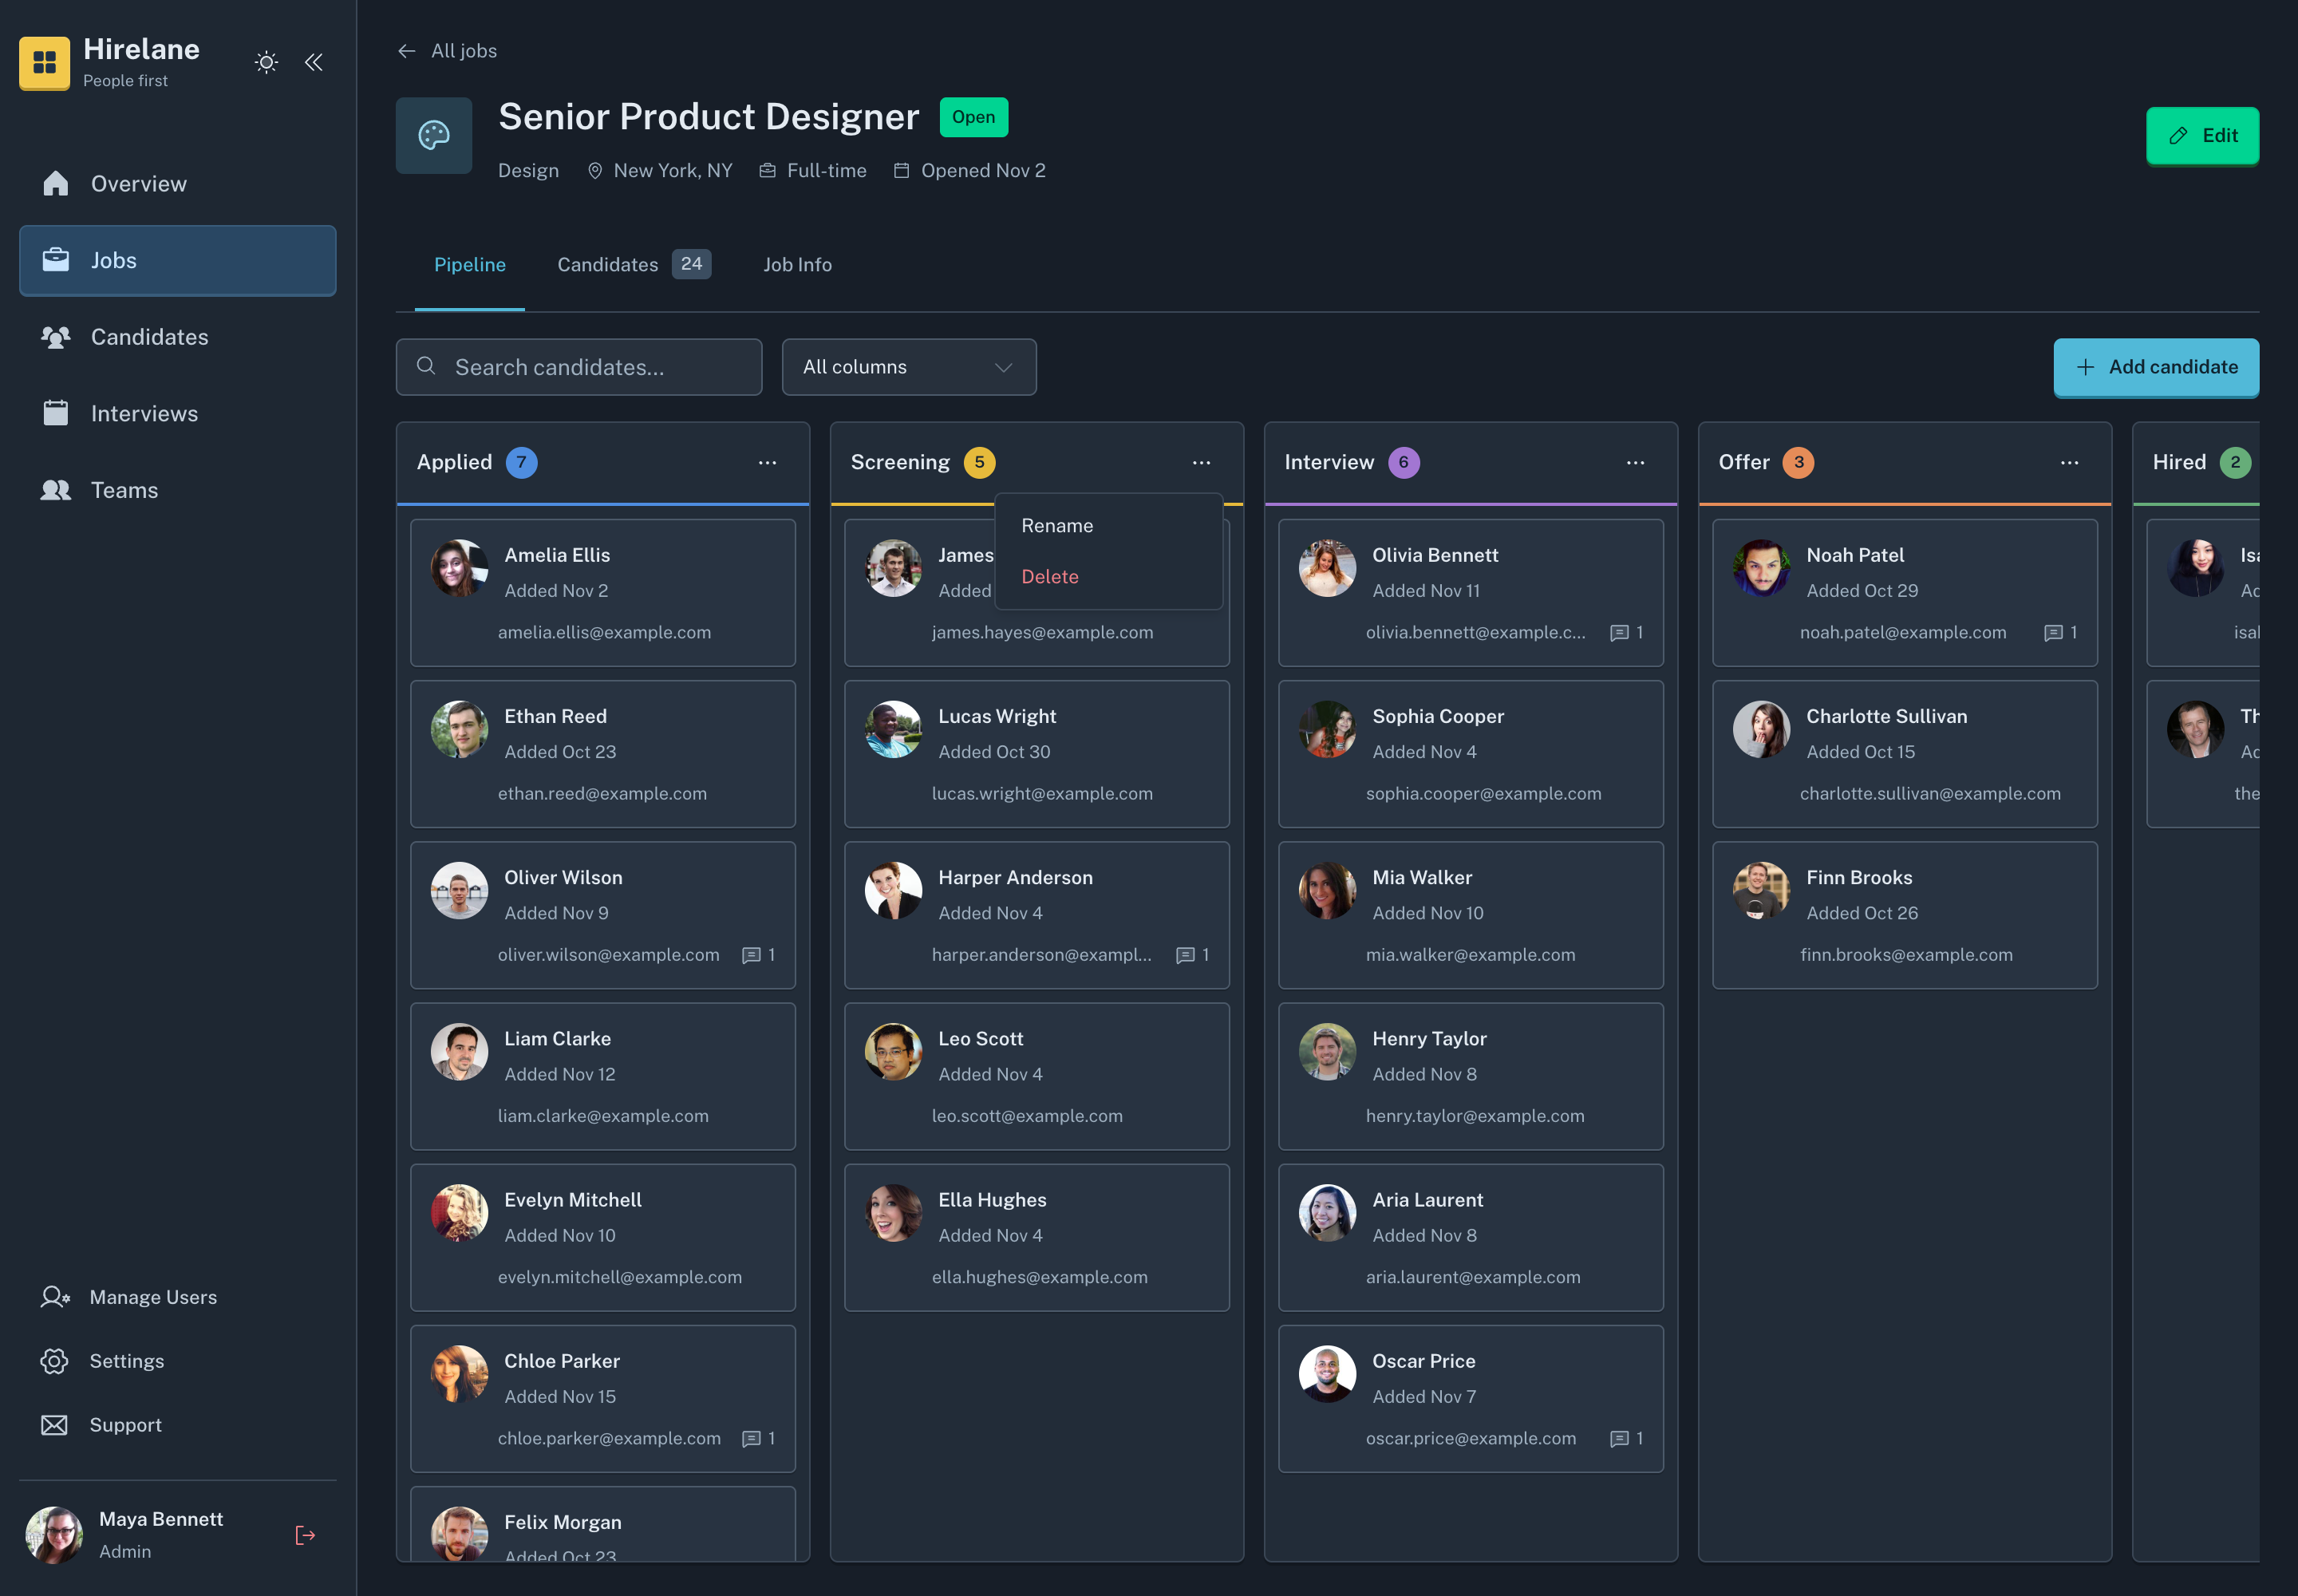 Hirelane
People first
Overview
Jobs
Candidates
Interviews
Teams
Manage Users
Settings
Support
Maya Bennett
Admin
All jobs
Senior Product Designer
Open
Design
New York, NY
Full-time
Opened Nov 2
Edit
Pipeline
Candidates 24
Job Info
Search candidates...
All columns
Add candidate
Applied 7
Amelia Ellis
Added Nov 2
amelia.ellis@example.com
Ethan Reed
Added Oct 23
ethan.reed@example.com
Oliver Wilson
Added Nov 9
oliver.wilson@example.com 1
Liam Clarke
Added Nov 12
liam.clarke@example.com
Evelyn Mitchell
Added Nov 10
evelyn.mitchell@example.com
Chloe Parker
Added Nov 15
chloe.parker@example.com 1
Felix Morgan
Added Oct 23
Screening 5
Rename
Delete
James
Added
james.hayes@example.com
Lucas Wright
Added Oct 30
lucas.wright@example.com
Harper Anderson
Added Nov 4
harper.anderson@exampl... 1
Leo Scott
Added Nov 4
leo.scott@example.com
Ella Hughes
Added Nov 4
ella.hughes@example.com
Interview 6
Olivia Bennett
Added Nov 11
olivia.bennett@example.c... 1
Sophia Cooper
Added Nov 4
sophia.cooper@example.com
Mia Walker
Added Nov 10
mia.walker@example.com
Henry Taylor
Added Nov 8
henry.taylor@example.com
Aria Laurent
Added Nov 8
aria.laurent@example.com
Oscar Price
Added Nov 7
oscar.price@example.com 1
Offer 3
Noah Patel
Added Oct 29
noah.patel@example.com 1
Charlotte Sullivan
Added Oct 15
charlotte.sullivan@example.com
Finn Brooks
Added Oct 26
finn.brooks@example.com
Hired 2